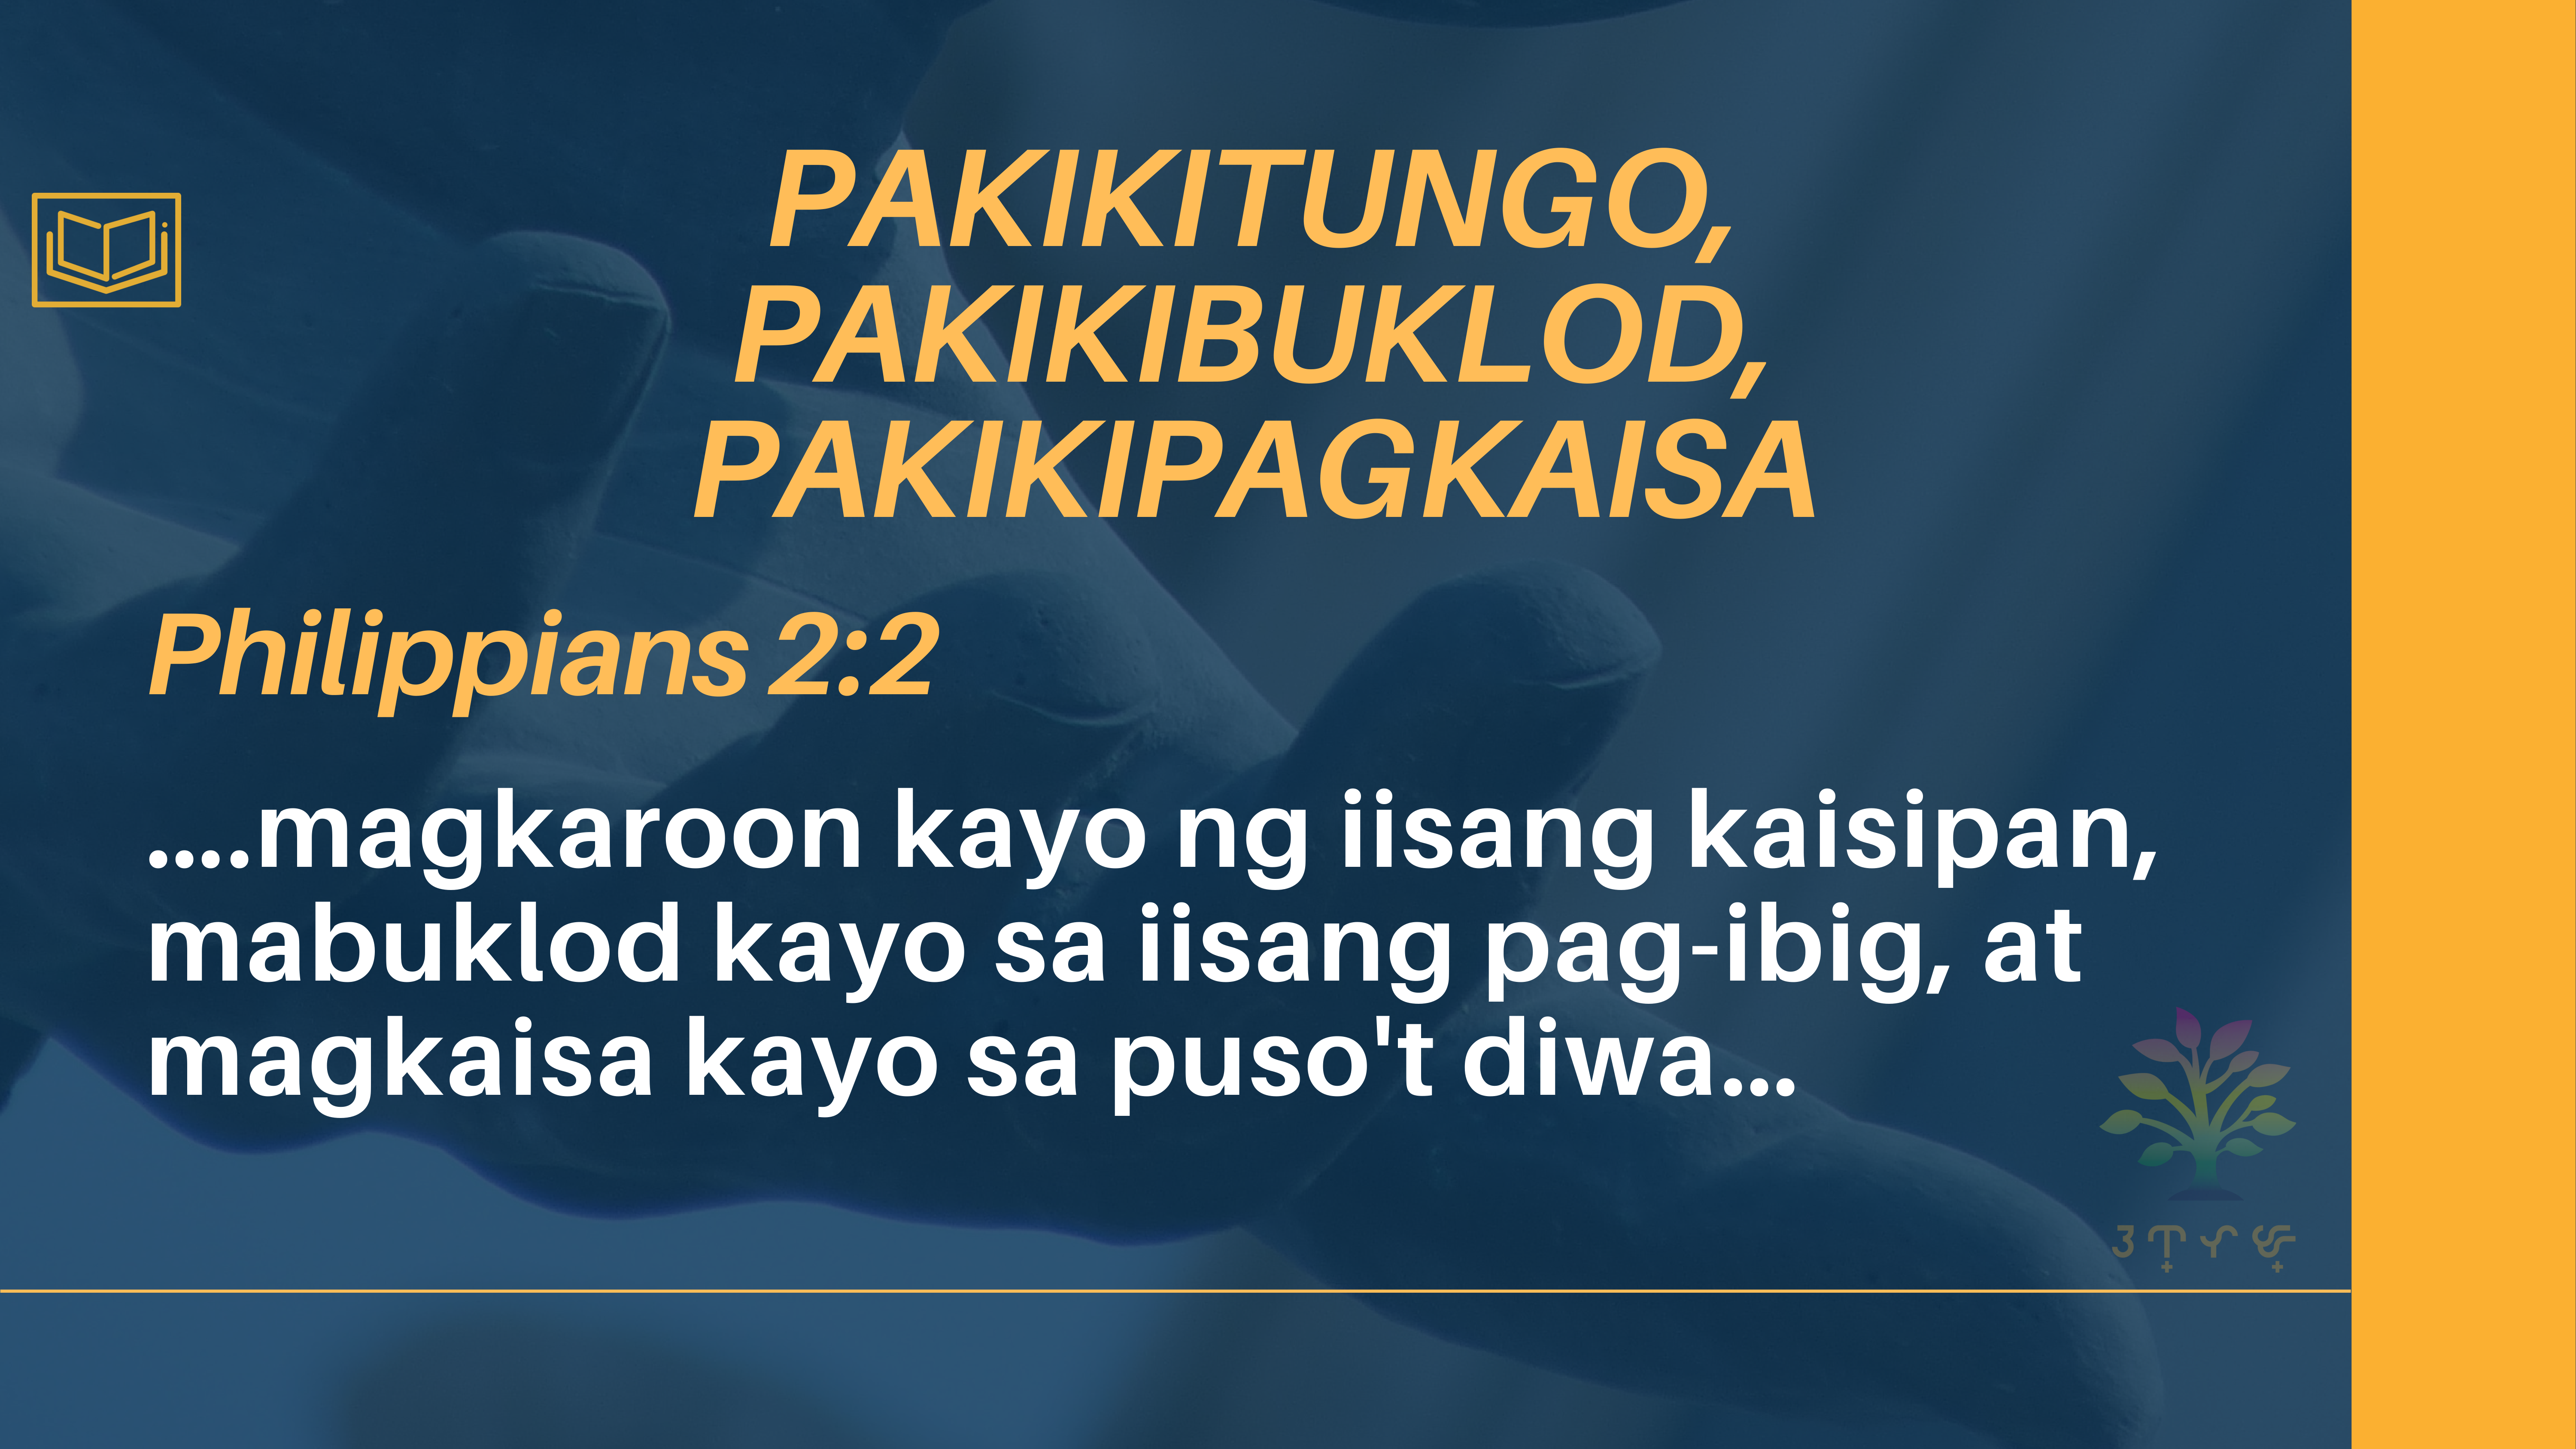 PAKIKITUNGO,
PAKIKIBUKLOD,
PAKIKIPAGKAISA
Philippians 2:2
....magkaroon kayo ng iisang kaisipan,
mabuklod kayo sa iisang pag-ibig, at
magkaisa kayo sa puso't diwa...